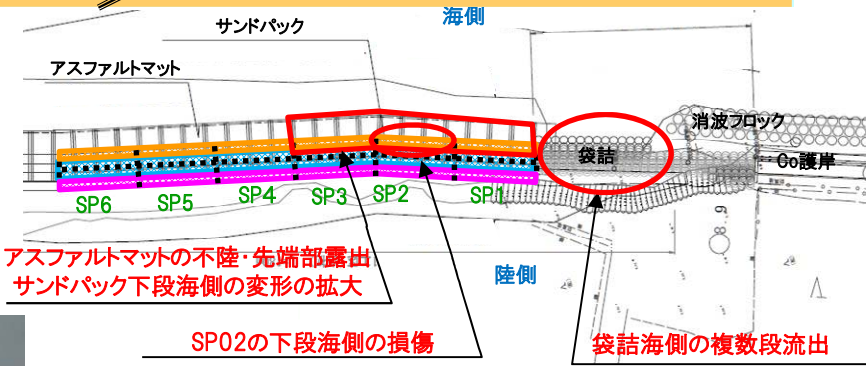 海側
サンドパック
アスファルトマット
消波ブロック
袋詰
Co護岸
SP6 SP5 SP4 SP3 SP2 SP1
陸側
アスファルトマットの不陸・先端部露出
サンドパック下段海側の変形の拡大
SP02の下段海側の損傷
袋詰海側の複数段流出